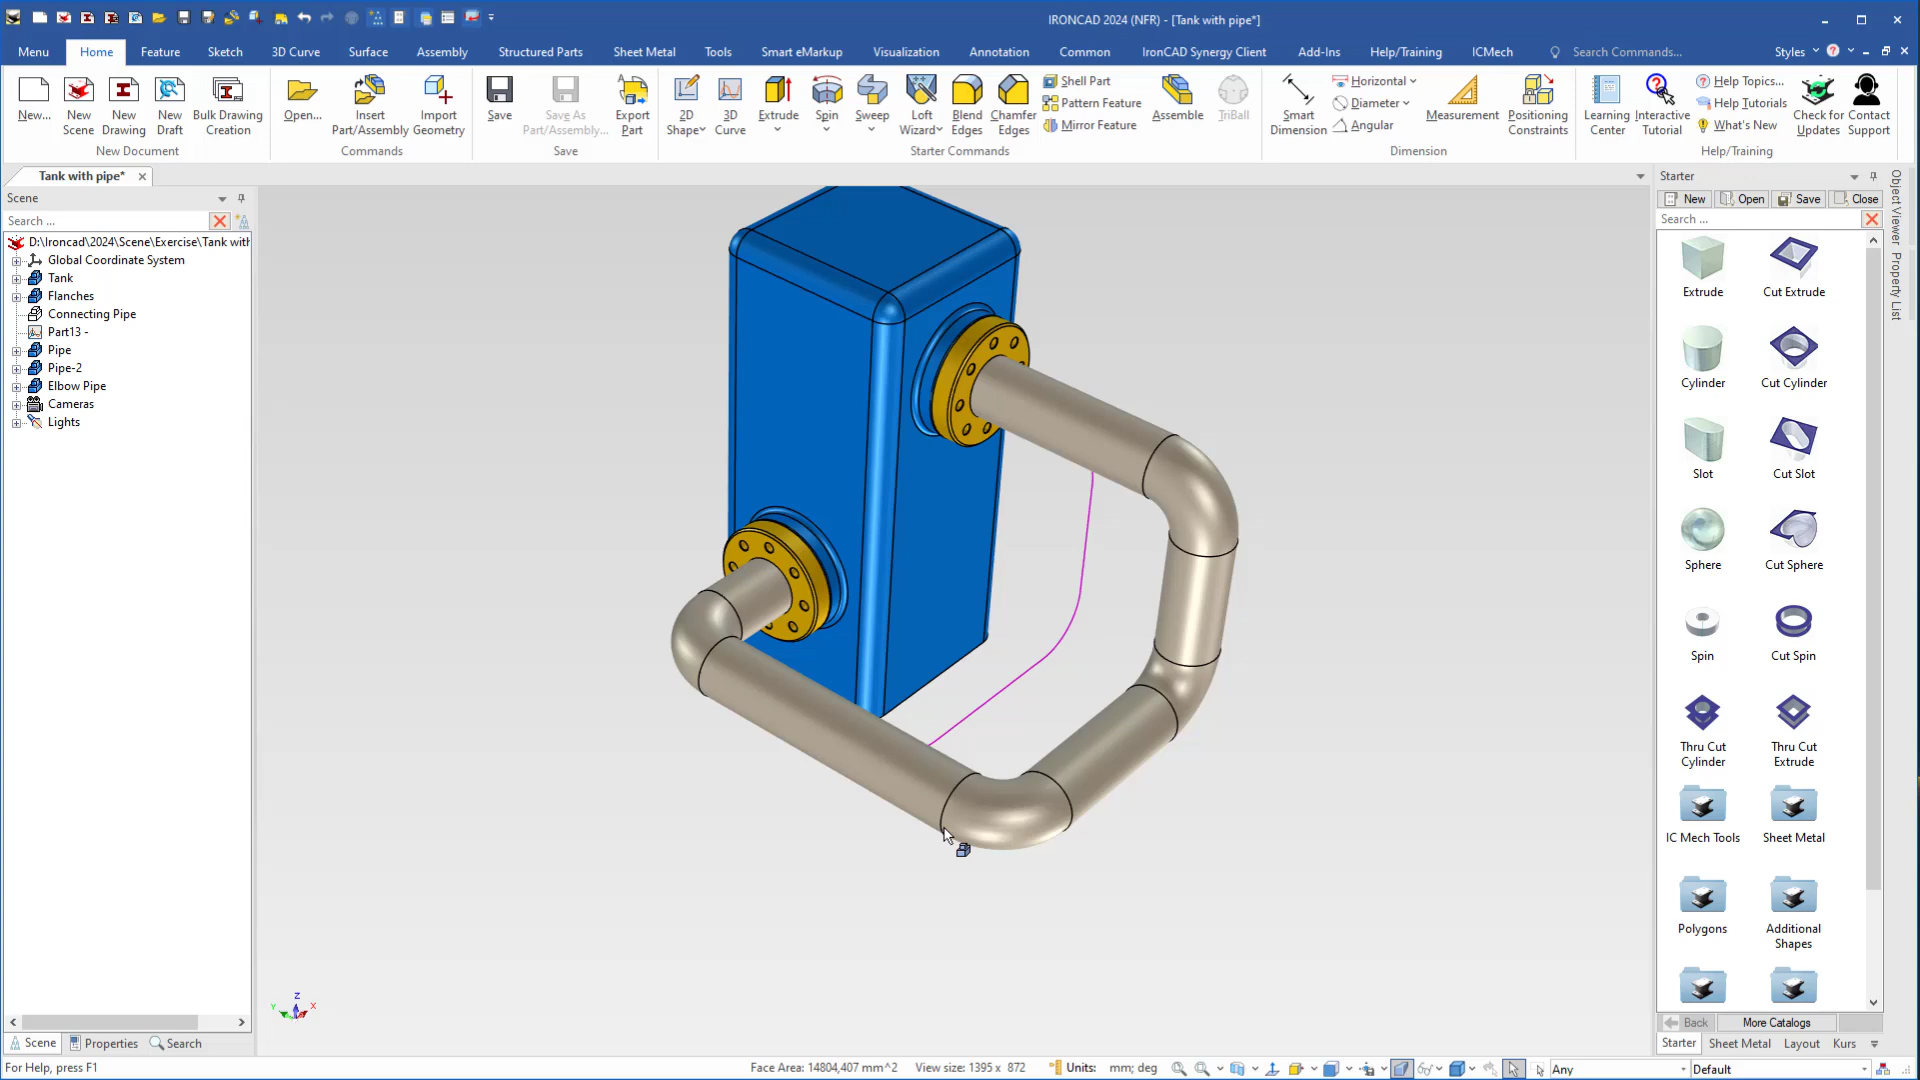 IRONCAD 2024 (NFR) - [Tank with pipe*]
Menu Home Feature Sketch 3D Curve Surface Assembly Structured Parts Sheet Metal Tools Smart eMarkup Visualization Annotation Common IronCAD Synergy Client Add-Ins Help/Training ICMech Search Commands... Styles
New... New Scene New Drawing New Draft Bulk Drawing Creation
New Document
Open... Insert Part/Assembly Import Geometry
Commands
Save Save As Part/Assembly... Export Part
Save
2D Shape 3D Curve Extrude Spin Sweep Loft Wizard Blend Edges Chamfer Edges
Shell Part
Pattern Feature
Mirror Feature
Assemble TriBall
Starter Commands
Smart Dimension
Horizontal
Diameter
Angular
Measurement Positioning Constraints
Dimension
Learning Center Interactive Tutorial
Help Topics...
Help Tutorials
What's New
Check for Updates Contact Support
Help/Training
Tank with pipe*
Scene
Search ...
D:\Ironcad\2024\Scene\Exercise\Tank with
Global Coordinate System
Tank
Flanches
Connecting Pipe
Part13 -
Pipe
Pipe-2
Elbow Pipe
Cameras
Lights
Scene Properties Search
Z
Y X
Starter
New Open Save Close
Search ...
Extrude Cut Extrude
Cylinder Cut Cylinder
Slot Cut Slot
Sphere Cut Sphere
Spin Cut Spin
Thru Cut Cylinder Thru Cut Extrude
IC Mech Tools Sheet Metal
Polygons Additional Shapes
Back More Catalogs
Starter Sheet Metal Layout Kurs
Object Viewer Property List
For Help, press F1
Face Area: 14804,407 mm^2 View size: 1395 x 872 Units: mm; deg Any Default